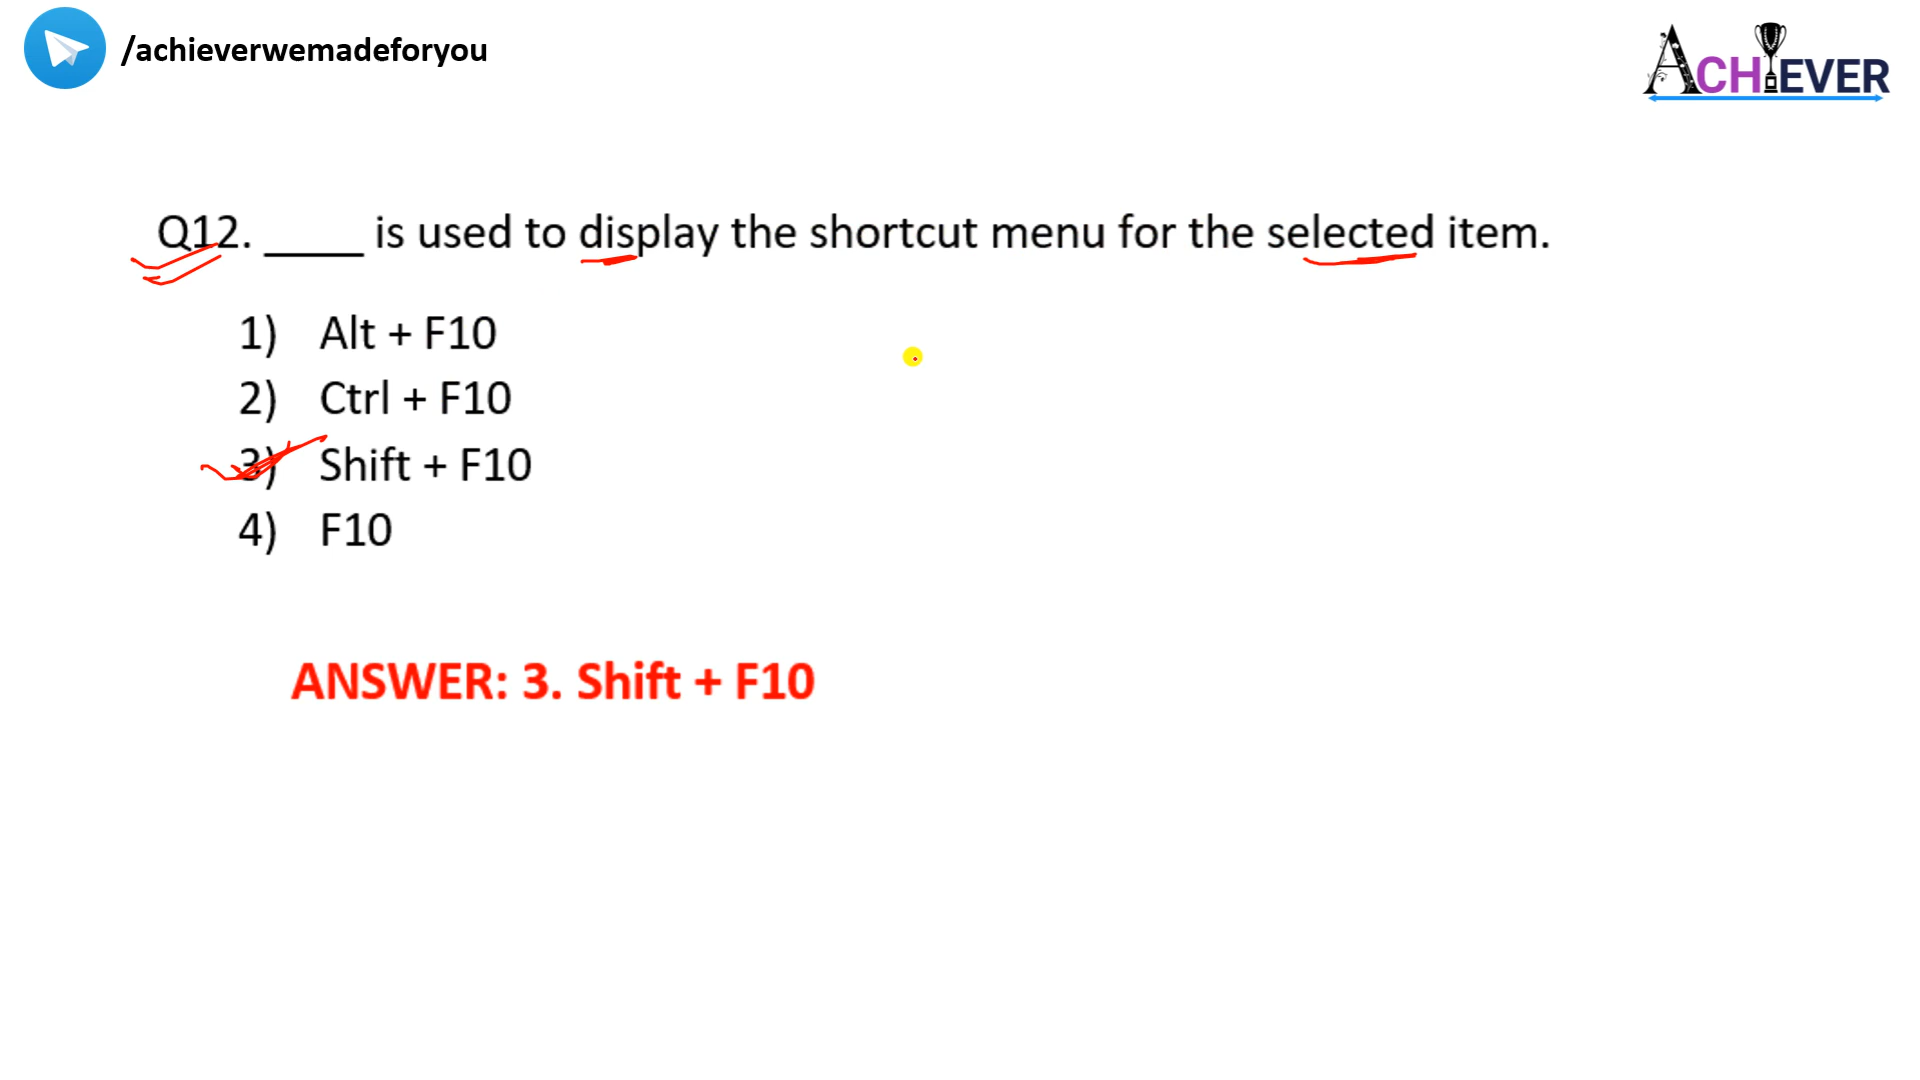 /achieverwemadeforyou
ACHIEVER
Q12. ____ is used to display the shortcut menu for the selected item.
1) Alt + F10
2) Ctrl + F10
3) Shift + F10
4) F10
ANSWER: 3. Shift + F10